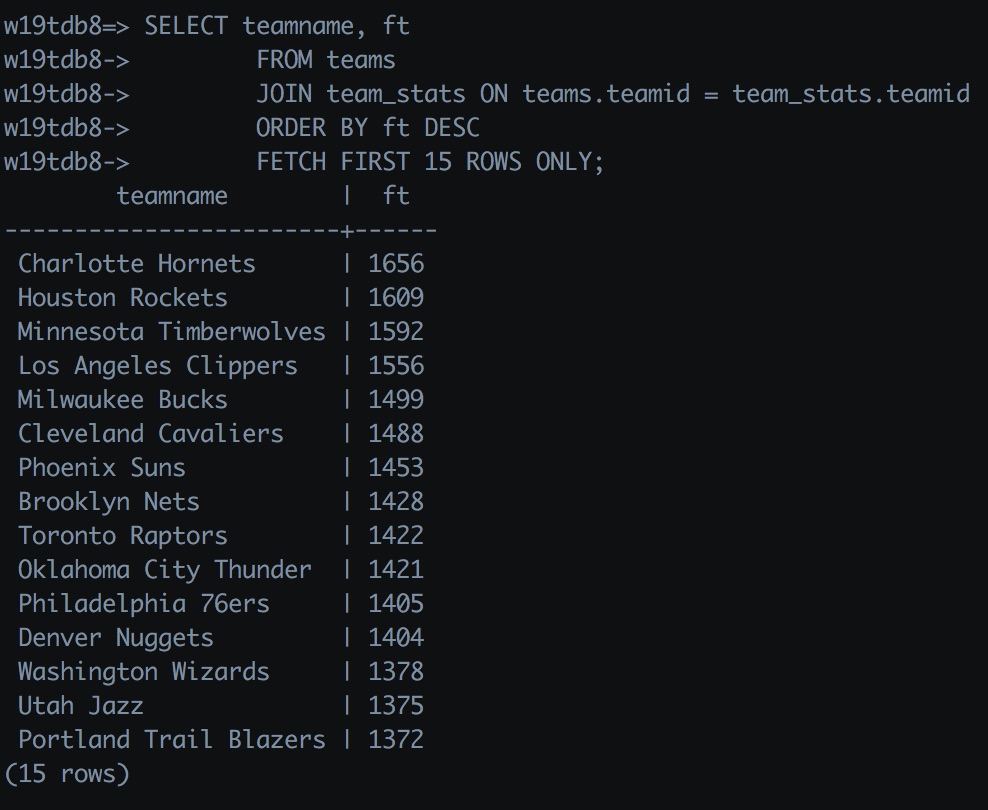 w19tdb8=> SELECT teamname, ft
w19tdb8->         FROM teams
w19tdb8->         JOIN team_stats ON teams.teamid = team_stats.teamid
w19tdb8->         ORDER BY ft DESC
w19tdb8->         FETCH FIRST 15 ROWS ONLY;
        teamname        |  ft
------------------------+------
 Charlotte Hornets      | 1656
 Houston Rockets        | 1609
 Minnesota Timberwolves | 1592
 Los Angeles Clippers   | 1556
 Milwaukee Bucks        | 1499
 Cleveland Cavaliers    | 1488
 Phoenix Suns           | 1453
 Brooklyn Nets          | 1428
 Toronto Raptors        | 1422
 Oklahoma City Thunder  | 1421
 Philadelphia 76ers     | 1405
 Denver Nuggets         | 1404
 Washington Wizards     | 1378
 Utah Jazz              | 1375
 Portland Trail Blazers | 1372
(15 rows)